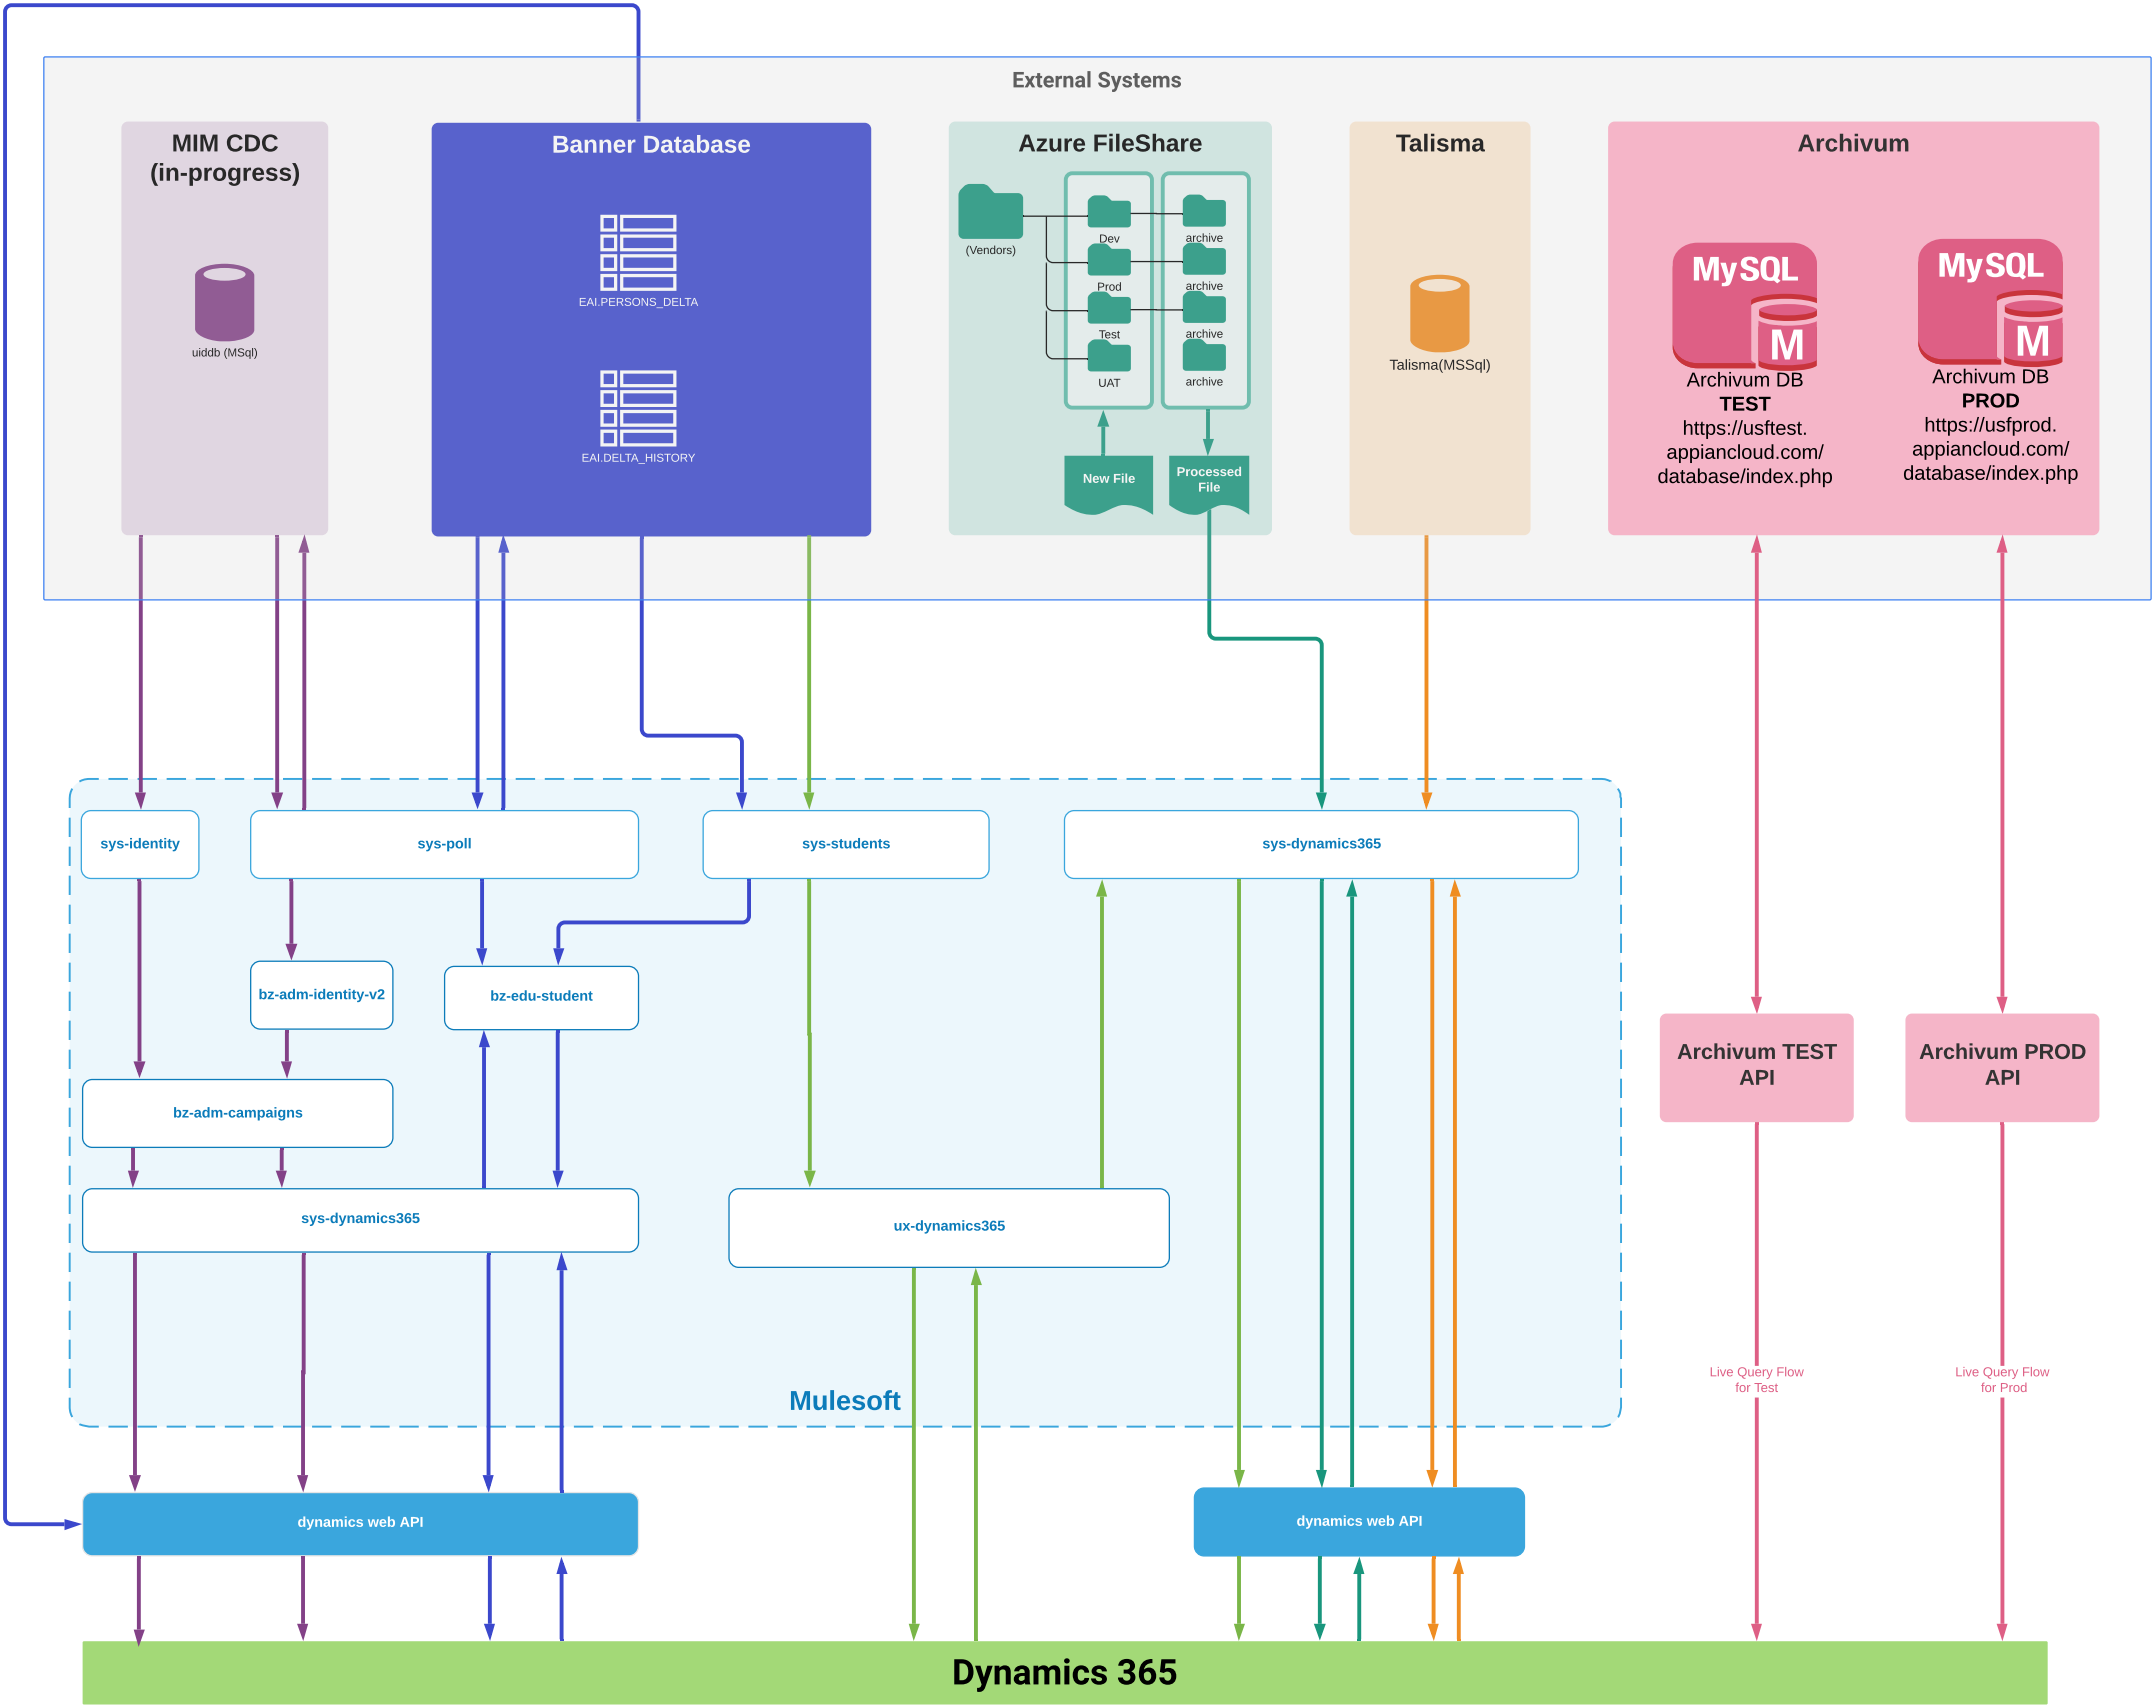 External Systems
MIM CDC
(in-progress)
uiddb (MSql)
Banner Database
EAI.PERSONS_DELTA
EAI.DELTA_HISTORY
Azure FileShare
(Vendors)
Dev
archive
Prod
archive
Test
archive
UAT
archive
New File
Processed
File
Talisma
Talisma(MSSql)
Archivum
MySQL
M
Archivum DB
TEST
https://usftest.
appiancloud.com/
database/index.php
MySQL
M
Archivum DB
PROD
https://usfprod.
appiancloud.com/
database/index.php
sys-identity
sys-poll
sys-students
sys-dynamics365
bz-adm-identity-v2
bz-edu-student
bz-adm-campaigns
sys-dynamics365
ux-dynamics365
Mulesoft
Archivum TEST
API
Archivum PROD
API
Live Query Flow
for Test
Live Query Flow
for Prod
dynamics web API
dynamics web API
Dynamics 365